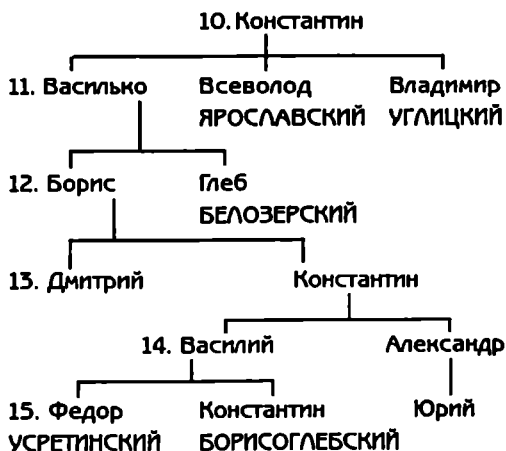 10. Константин
11. Василько Всеволод Владимир
ЯРОСЛАВСКИЙ УГЛИЦКИЙ
12. Борис Глеб
БЕЛОЗЕРСКИЙ
13. Дмитрий Константин
14. Василий Александр
15. Федор Константин Юрий
УСРЕТИНСКИЙ БОРИСОГЛЕБСКИЙ